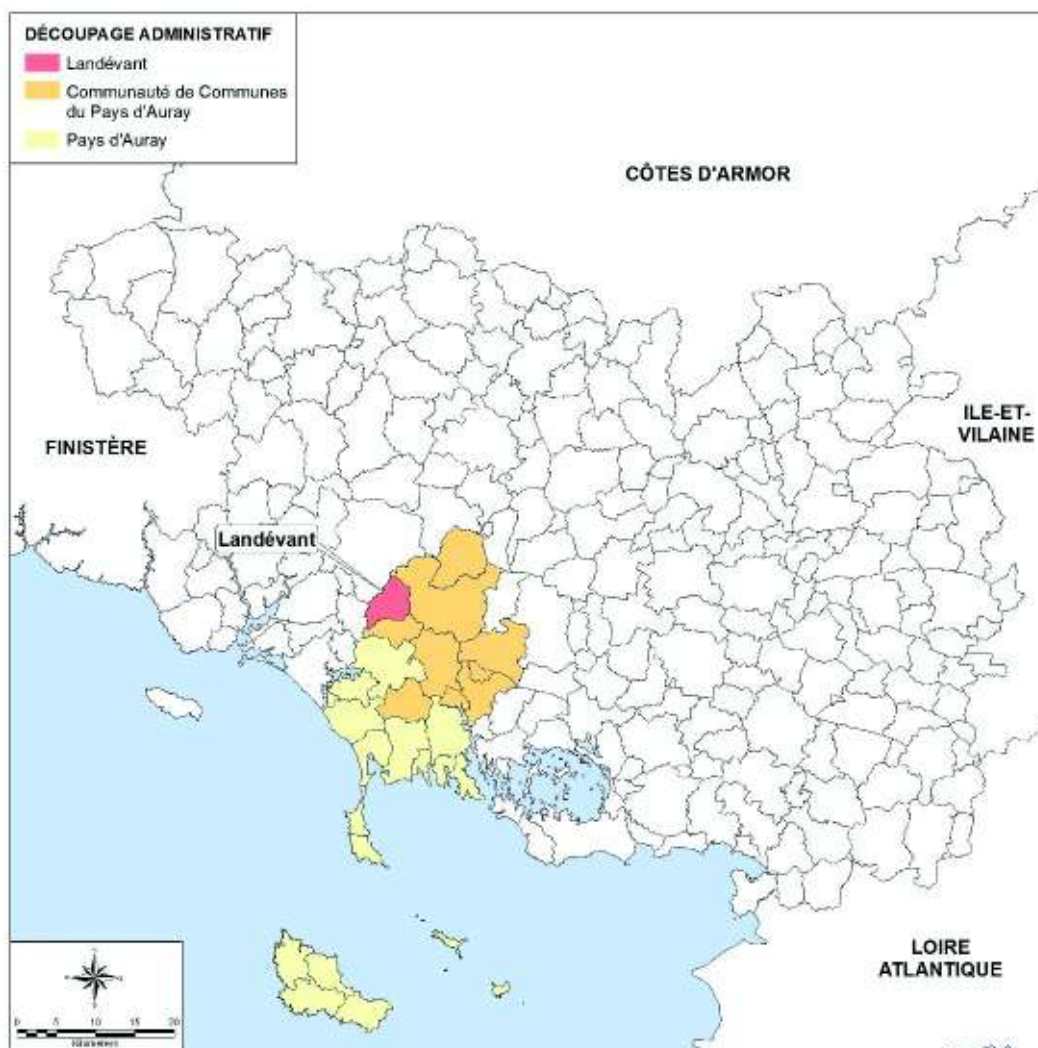 DÉCOUPAGE ADMINISTRATIF
Landévant
Communauté de Communes
du Pays d'Auray
Pays d'Auray
CÔTES D'ARMOR
ILE-ET-
VILAINE
FINISTÈRE
Landévant
LOIRE
ATLANTIQUE
0 5 10 15 20
Kilomètres